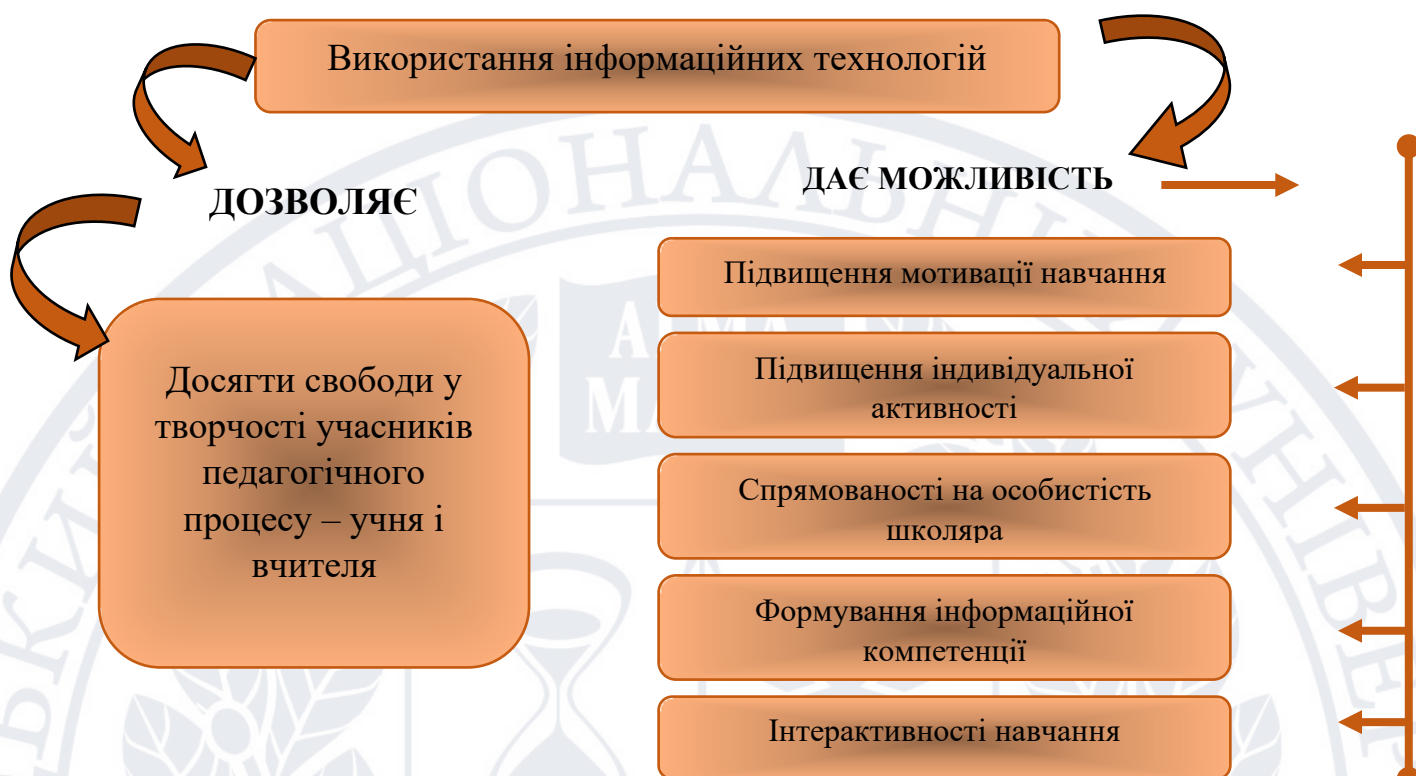 Використання інформаційних технологій
ДОЗВОЛЯЄ
ДАЄ МОЖЛИВІСТЬ
Досягти свободи у
творчості учасників
педагогічного
процесу – учня і
вчителя
Підвищення мотивації навчання
Підвищення індивідуальної
активності
Спрямованості на особистість
школяра
Формування інформаційної
компетенції
Інтерактивності навчання